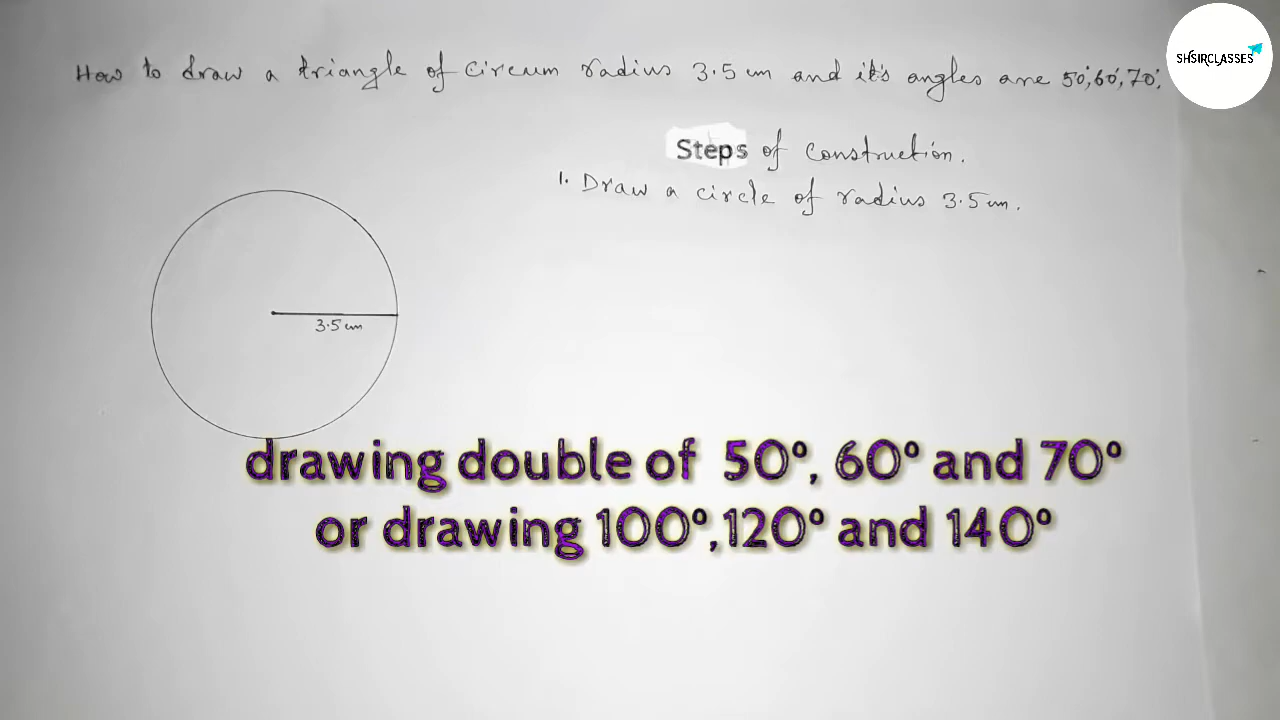 How to draw a triangle of circum radius 3.5 cm and it's angles are 50°, 60°, 70°.
SHSIRCLASSES
Steps of construction.
1. Draw a circle of radius 3.5 cm.
3.5 cm
drawing double of 50°, 60° and 70°
or drawing 100°, 120° and 140°